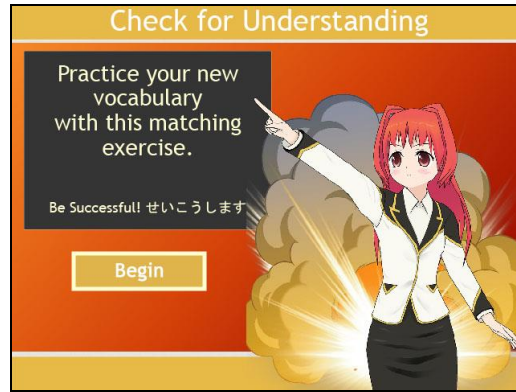 Check for Understanding
Practice your new
vocabulary
with this matching
exercise.
Be Successful! せいこうします
Begin